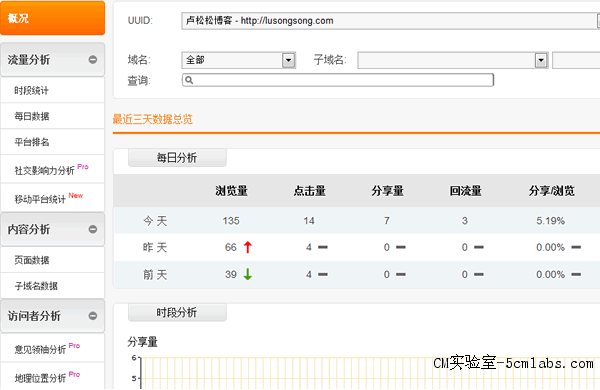 概况
流量分析
时段统计
每日数据
平台排名
社交影响力分析 Pro
移动平台统计 New
内容分析
页面数据
子域名数据
访问者分析
意见领袖分析 Pro
地理位置分析 Pro
UUID: 卢松松博客 - http://lusongsong.com
域名: 全部 子域名:
查询:
最近三天数据总览
每日分析
浏览量 点击量 分享量 回流量 分享/浏览
今 天 135 14 7 3 5.19%
昨 天 66 4 0 0 0.00%
前 天 39 4 0 0 0.00%
时段分析
分享量
6
5
CM实验室-5cmlabs.com